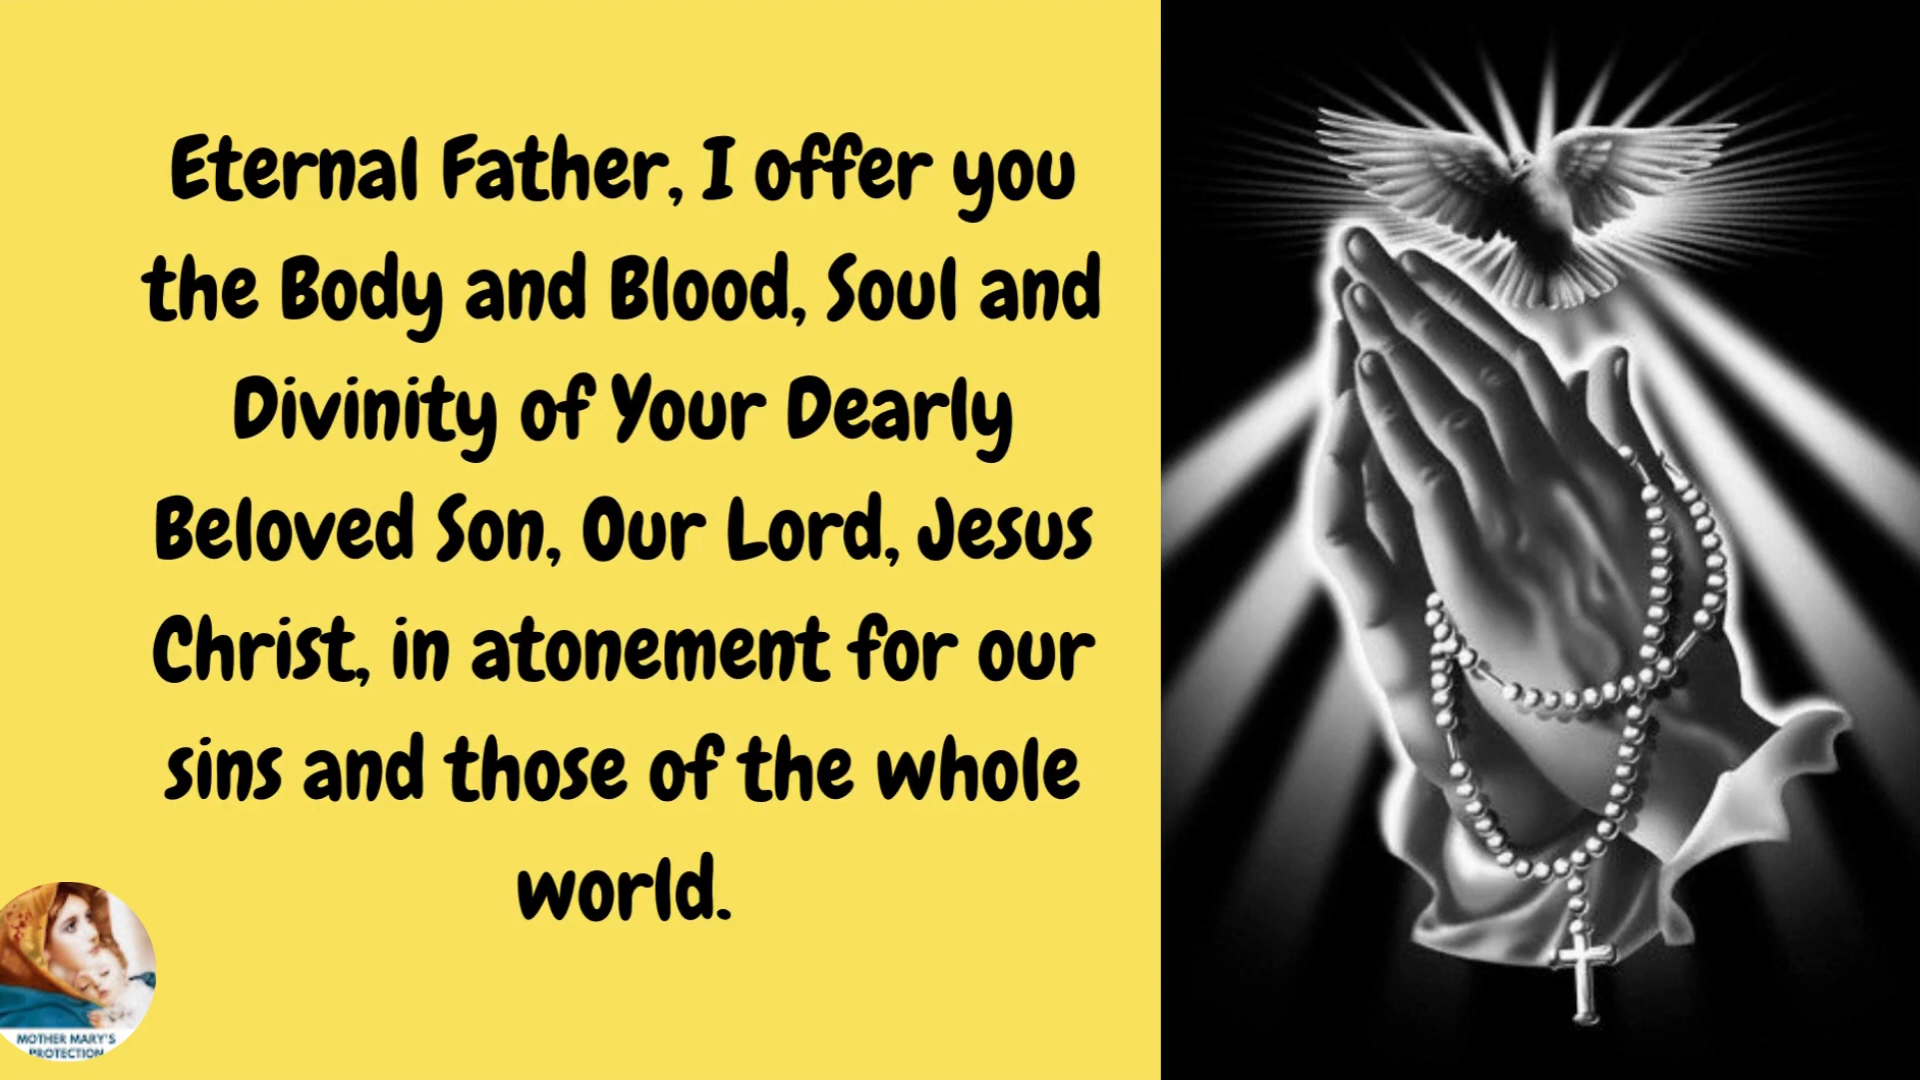 Eternal Father, I offer you
the Body and Blood, Soul and
Divinity of Your Dearly
Beloved Son, Our Lord, Jesus
Christ, in atonement for our
sins and those of the whole
world.
MOTHER MARY'S
PROTECTION